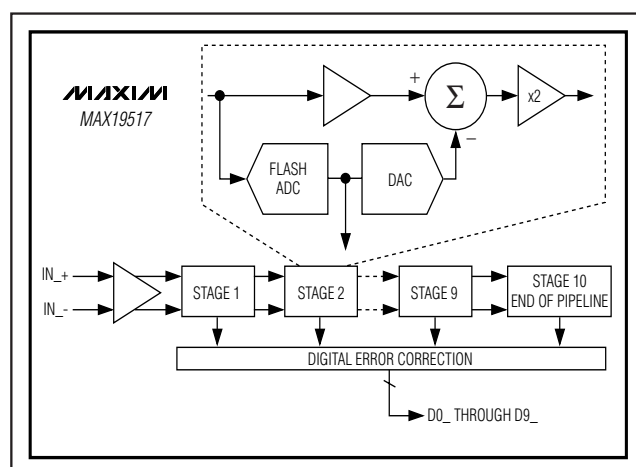 MAXIM
MAX19517
+
Σ
x2
−
FLASH
ADC
DAC
IN_+
IN_-
STAGE 1
STAGE 2
STAGE 9
STAGE 10
END OF PIPELINE
DIGITAL ERROR CORRECTION
D0_ THROUGH D9_